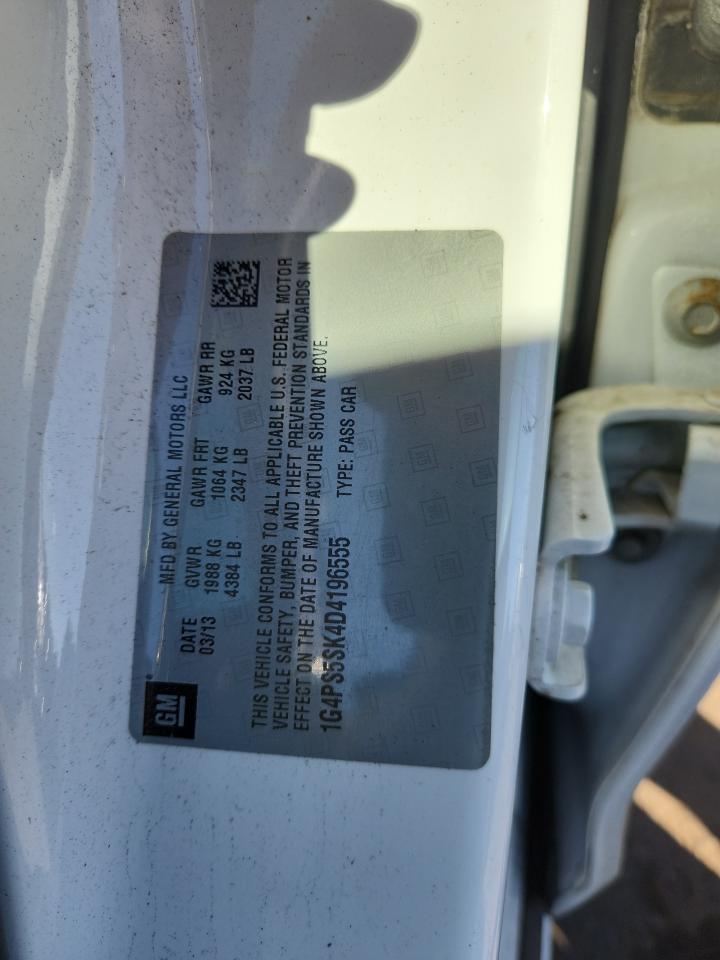 GM
MFD BY GENERAL MOTORS LLC
DATE GVWR GAWR FRT GAWR RR
03/13 1988 KG 1064 KG 924 KG
4384 LB 2347 LB 2037 LB
THIS VEHICLE CONFORMS TO ALL APPLICABLE U.S. FEDERAL MOTOR
VEHICLE SAFETY, BUMPER, AND THEFT PREVENTION STANDARDS IN
EFFECT ON THE DATE OF MANUFACTURE SHOWN ABOVE.
1G4PS5SK4D4196555 TYPE: PASS CAR